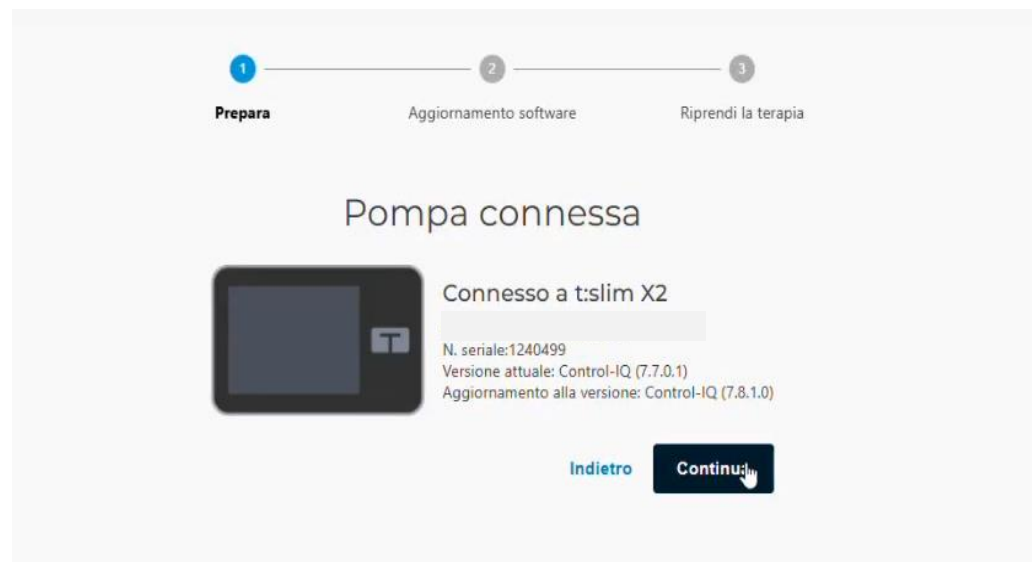 1
2
3
Prepara
Aggiornamento software
Riprendi la terapia
Pompa connessa
Connesso a t:slim X2
N. seriale:1240499
Versione attuale: Control-IQ (7.7.0.1)
Aggiornamento alla versione: Control-IQ (7.8.1.0)
Indietro
Continua